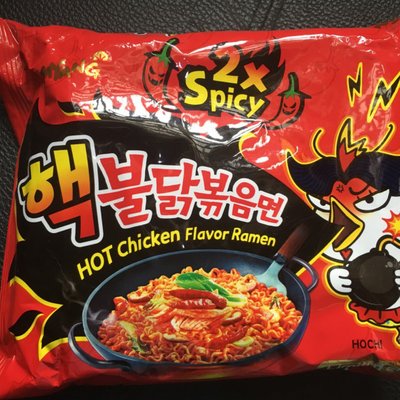 2x
Spicy
핵불닭볶음면
HOT Chicken Flavor Ramen
HOCHI